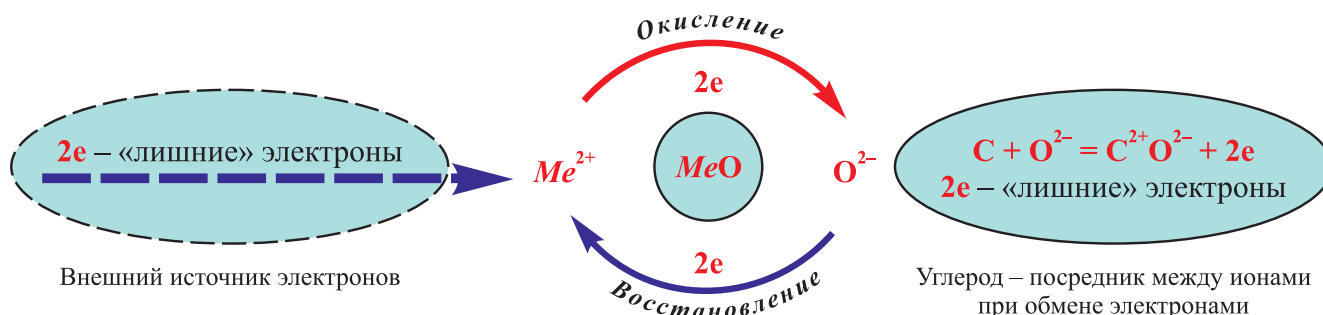 Окисление
2e
2e – «лишние» электроны
Me²⁺
MeO
O²⁻
C + O²⁻ = C²⁺O²⁻ + 2e
2e – «лишние» электроны
2e
Восстановление
Внешний источник электронов
Углерод – посредник между ионами
при обмене электронами